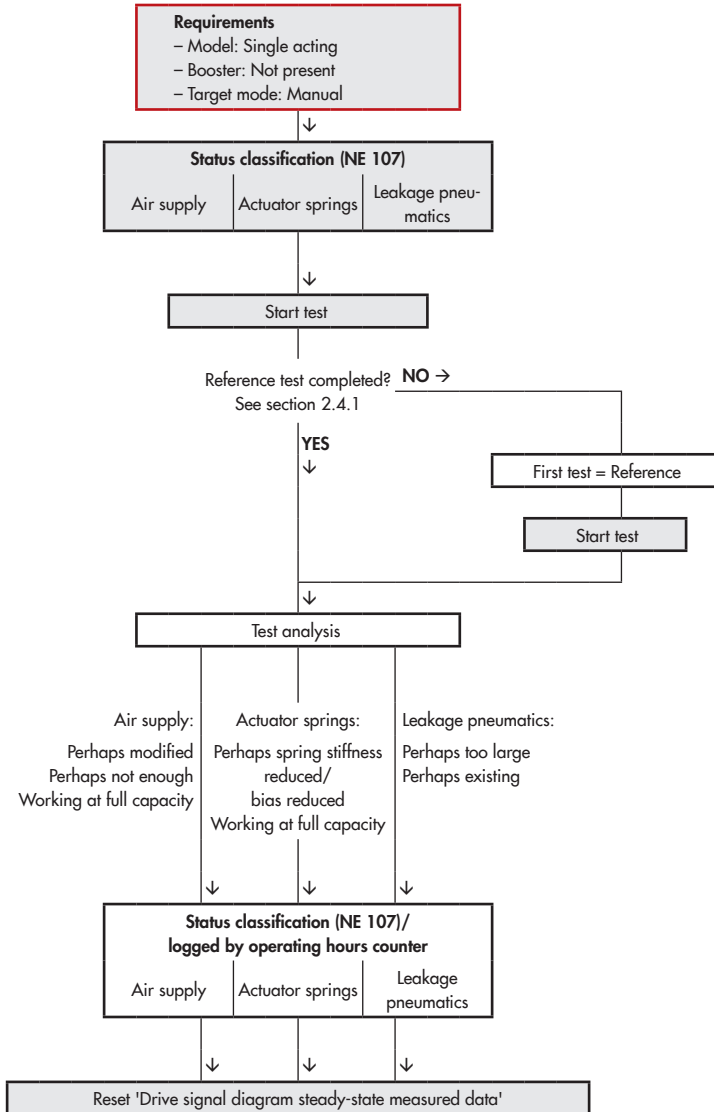 Requirements
– Model: Single acting
– Booster: Not present
– Target mode: Manual
Status classification (NE 107)
Air supply
Actuator springs
Leakage pneu-
matics
Start test
Reference test completed?
See section 2.4.1
NO →
YES
First test = Reference
Start test
Test analysis
Air supply:
Perhaps modified
Perhaps not enough
Working at full capacity
Actuator springs:
Perhaps spring stiffness
reduced/
bias reduced
Working at full capacity
Leakage pneumatics:
Perhaps too large
Perhaps existing
Status classification (NE 107)/
logged by operating hours counter
Air supply
Actuator springs
Leakage
pneumatics
Reset 'Drive signal diagram steady-state measured data'